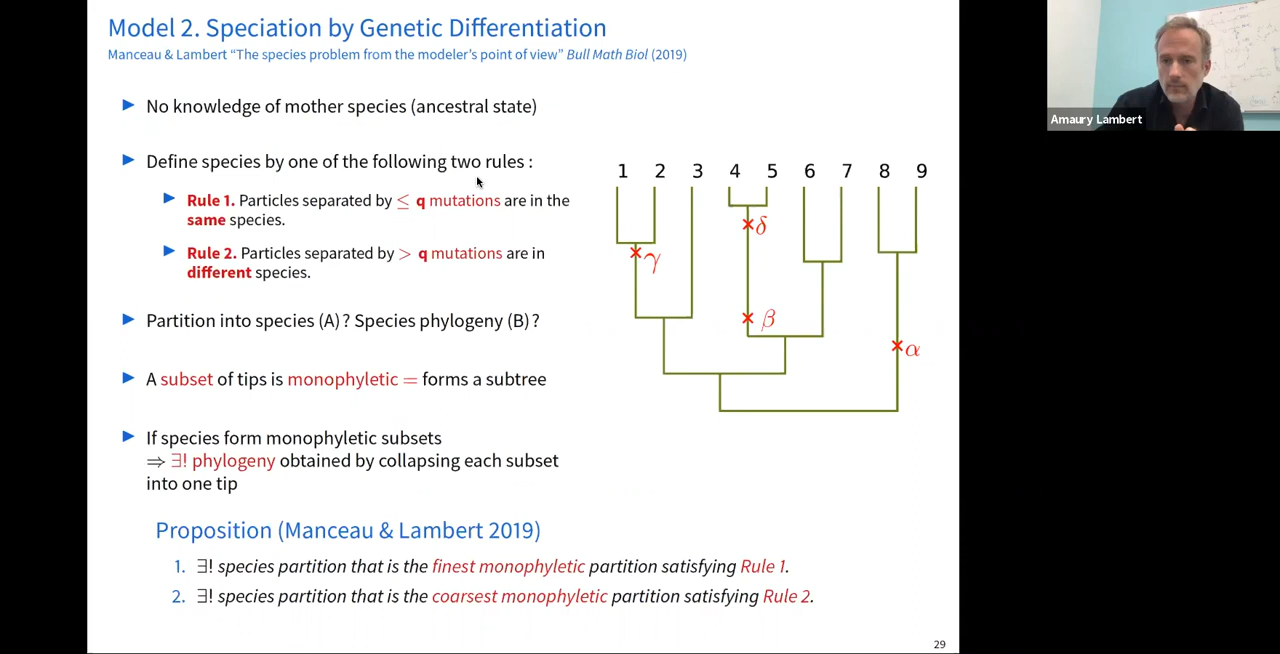 Model 2. Speciation by Genetic Differentiation
Manceau & Lambert “The species problem from the modeler's point of view” Bull Math Biol (2019)
No knowledge of mother species (ancestral state)
Define species by one of the following two rules :
Rule 1. Particles separated by ≤ q mutations are in the
same species.
Rule 2. Particles separated by > q mutations are in
different species.
Partition into species (A) ? Species phylogeny (B) ?
A subset of tips is monophyletic = forms a subtree
If species form monophyletic subsets
⇒ ∃! phylogeny obtained by collapsing each subset
into one tip
1 2 3 4 5 6 7 8 9
δ
γ
β
α
Proposition (Manceau & Lambert 2019)
1. ∃! species partition that is the finest monophyletic partition satisfying Rule 1.
2. ∃! species partition that is the coarsest monophyletic partition satisfying Rule 2.
29
Amaury Lambert